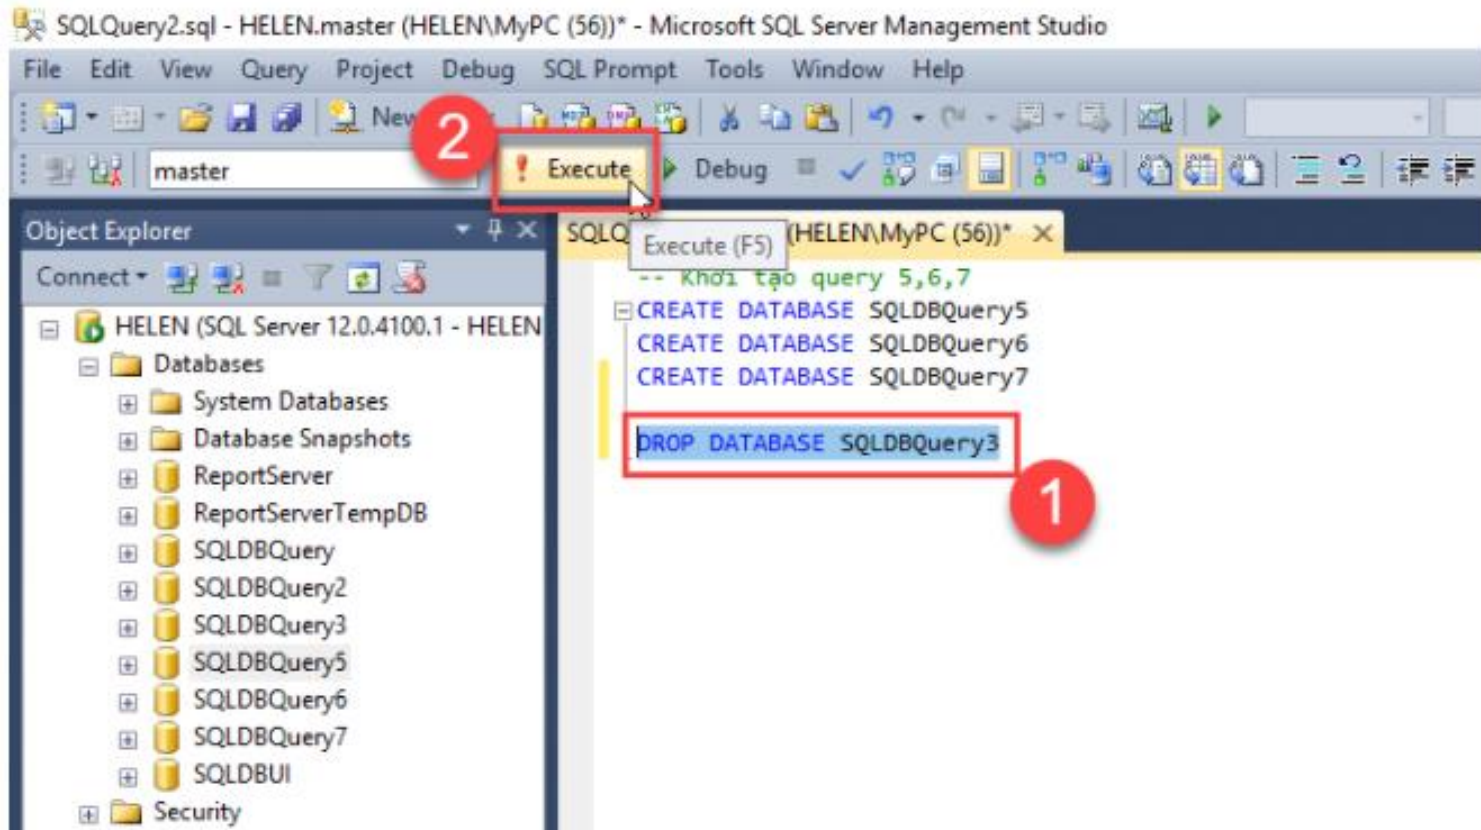 SQLQuery2.sql - HELEN.master (HELEN\MyPC (56))* - Microsoft SQL Server Management Studio
File Edit View Query Project Debug SQL Prompt Tools Window Help
New
2
master
Execute
Debug
Object Explorer
Connect
HELEN (SQL Server 12.0.4100.1 - HELEN
Databases
System Databases
Database Snapshots
ReportServer
ReportServerTempDB
SQLDBQuery
SQLDBQuery2
SQLDBQuery3
SQLDBQuery5
SQLDBQuery6
SQLDBQuery7
SQLDBUI
Security
SQLQ (HELEN\MyPC (56))*
Execute (F5)
-- Khởi tạo query 5,6,7
CREATE DATABASE SQLDBQuery5
CREATE DATABASE SQLDBQuery6
CREATE DATABASE SQLDBQuery7
DROP DATABASE SQLDBQuery3
1